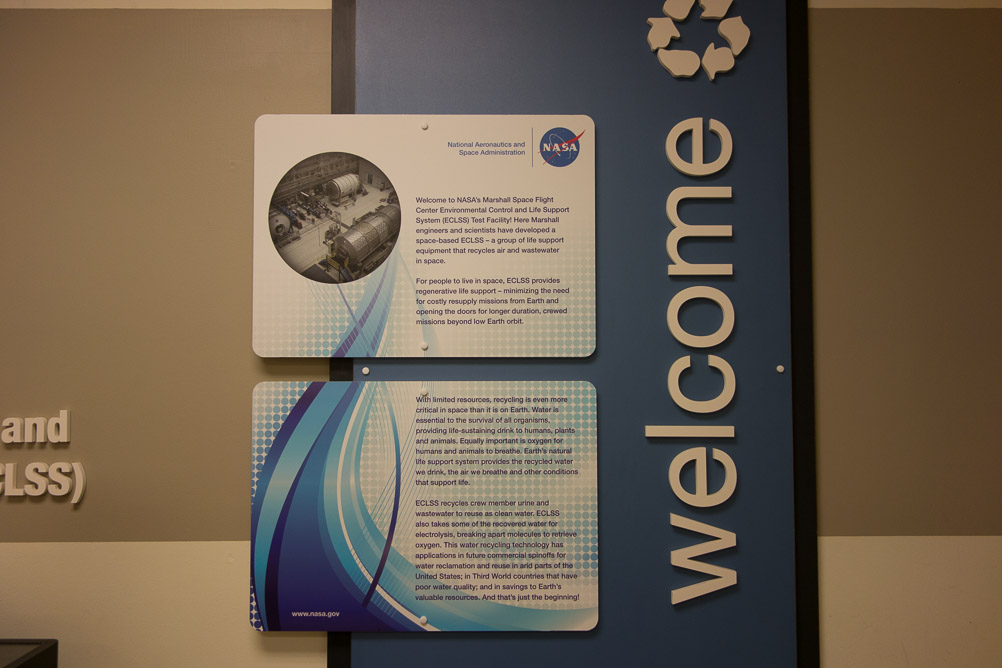 and
CLSS)
National Aeronautics and
Space Administration
NASA
Welcome to NASA's Marshall Space Flight
Center Environmental Control and Life Support
System (ECLSS) Test Facility! Here Marshall
engineers and scientists have developed a
space-based ECLSS – a group of life support
equipment that recycles air and wastewater
in space.
For people to live in space, ECLSS provides
regenerative life support – minimizing the need
for costly resupply missions from Earth and
opening the doors for longer duration, crewed
missions beyond low Earth orbit.
With limited resources, recycling is even more
critical in space than it is on Earth. Water is
essential to the survival of all organisms,
providing life-sustaining drink to humans, plants
and animals. Equally important is oxygen for
humans and animals to breathe. Earth's natural
life support system provides the recycled water
we drink, the air we breathe and other conditions
that support life.
ECLSS recycles crew member urine and
wastewater to reuse as clean water. ECLSS
also takes some of the recovered water for
electrolysis, breaking apart molecules to retrieve
oxygen. This water recycling technology has
applications in future commercial spinoffs for
water reclamation and reuse in arid parts of the
United States; in Third World countries that have
poor water quality; and in savings to Earth's
valuable resources. And that's just the beginning!
www.nasa.gov
welcome